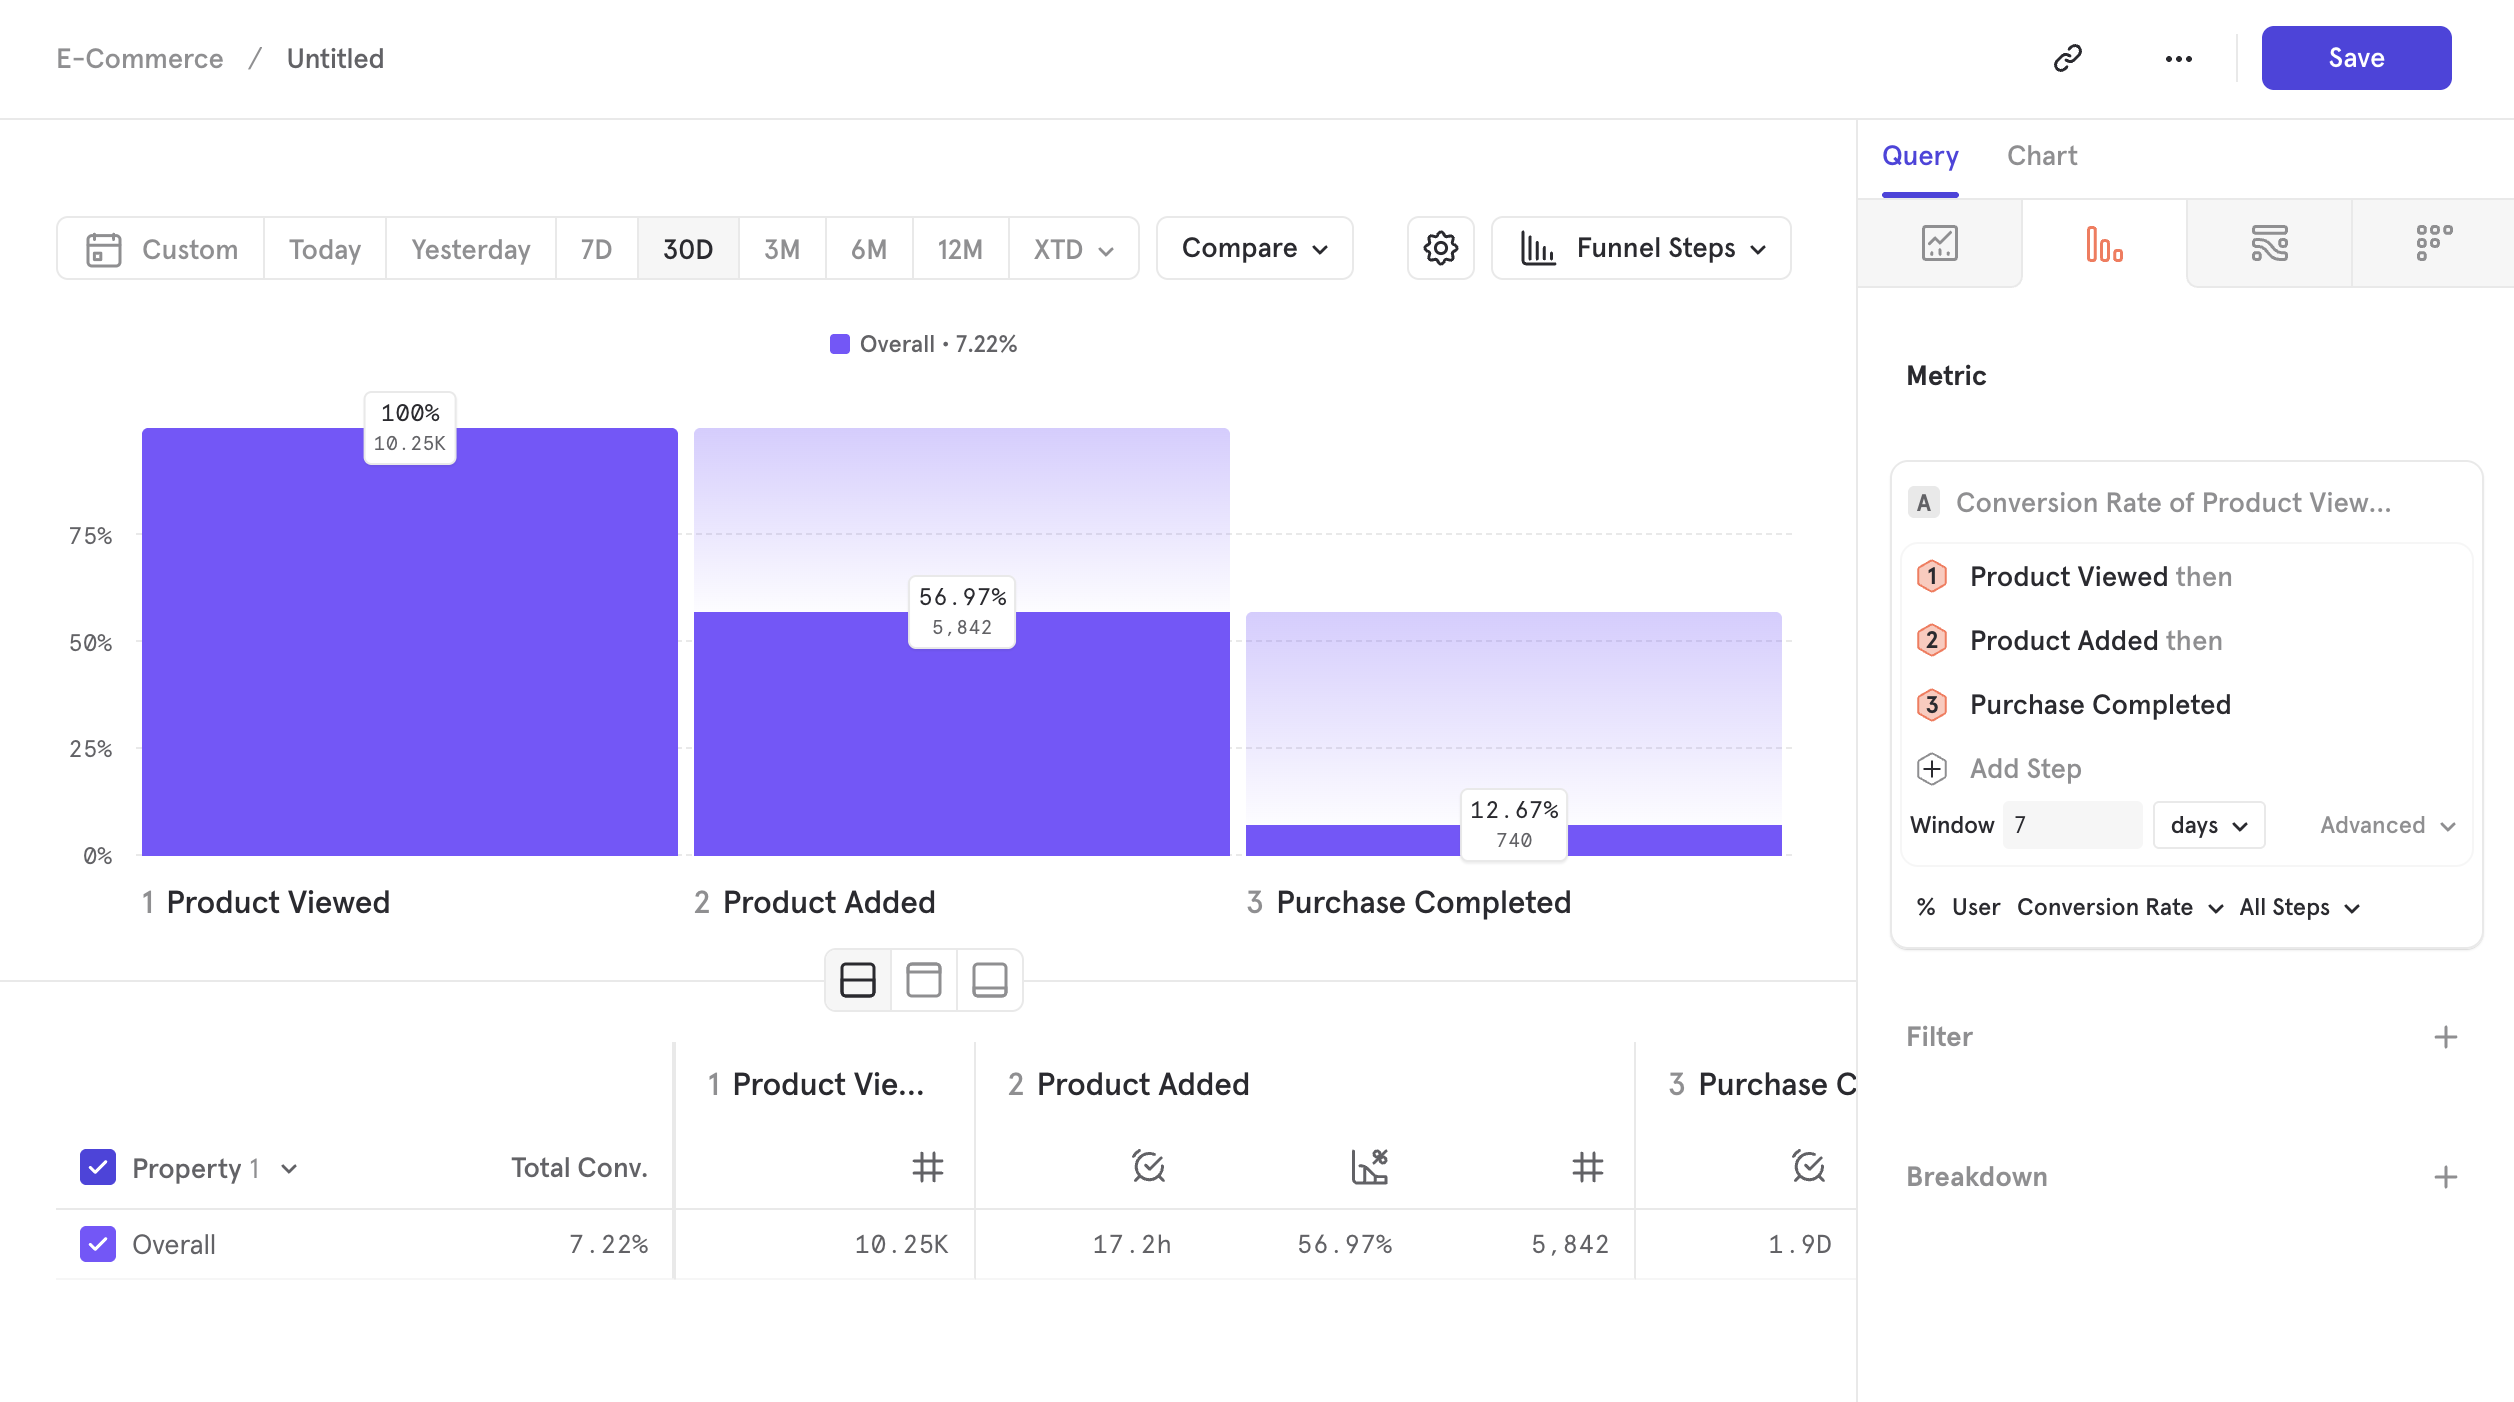 E-Commerce / Untitled
Save
Query Chart
Custom Today Yesterday 7D 30D 3M 6M 12M XTD Compare Funnel Steps
Overall • 7.22%
100%
10.25K
75%
56.97%
5,842
50%
25%
12.67%
740
0%
1 Product Viewed 2 Product Added 3 Purchase Completed
Metric
A Conversion Rate of Product View...
1 Product Viewed then
2 Product Added then
3 Purchase Completed
Add Step
Window 7 days Advanced
% User Conversion Rate All Steps
Filter
Breakdown
1 Product Vie... 2 Product Added 3 Purchase C
Property 1 Total Conv. # % #
Overall 7.22% 10.25K 17.2h 56.97% 5,842 1.9D